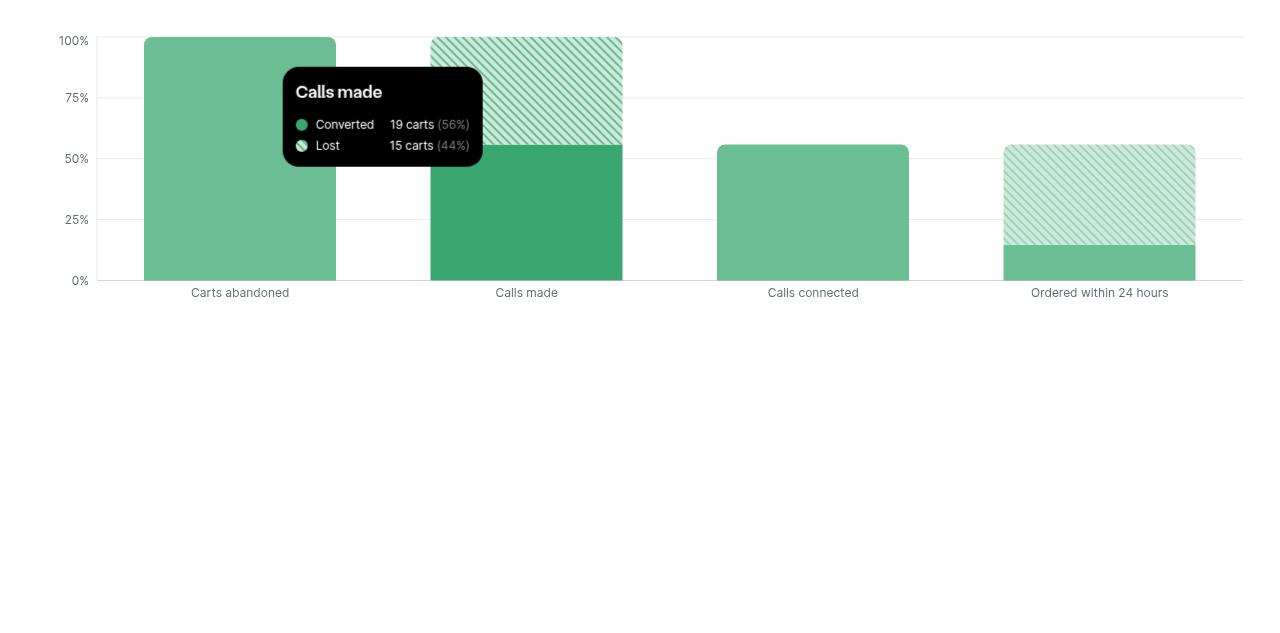 100%
75%
50%
25%
0%
Calls made
Converted 19 carts (56%)
Lost 15 carts (44%)
Carts abandoned
Calls made
Calls connected
Ordered within 24 hours